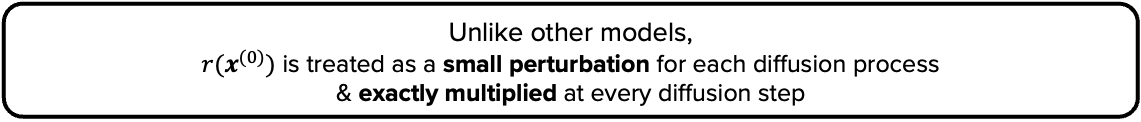 Unlike other models,
r(x⁽⁰⁾) is treated as a small perturbation for each diffusion process
& exactly multiplied at every diffusion step